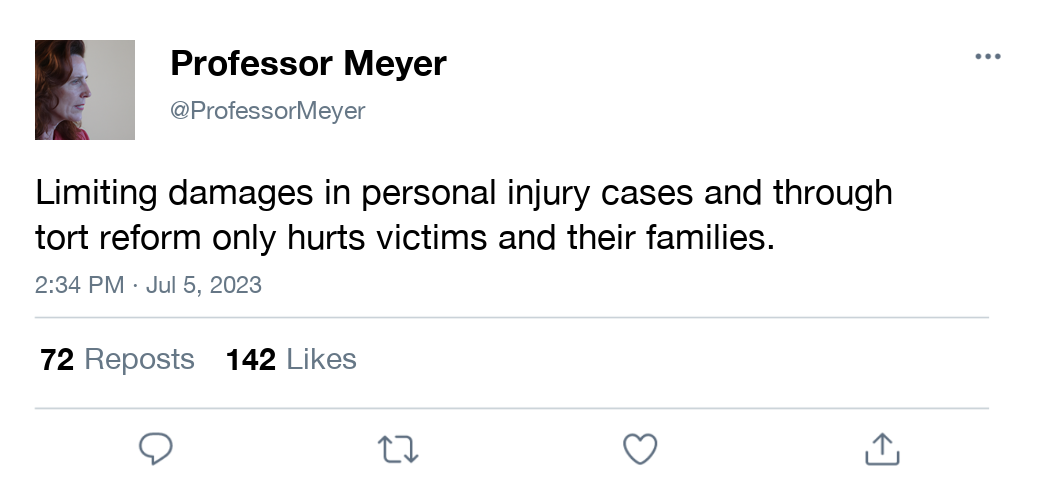 Professor Meyer
@ProfessorMeyer
Limiting damages in personal injury cases and through
tort reform only hurts victims and their families.
2:34 PM · Jul 5, 2023
72 Reposts 142 Likes